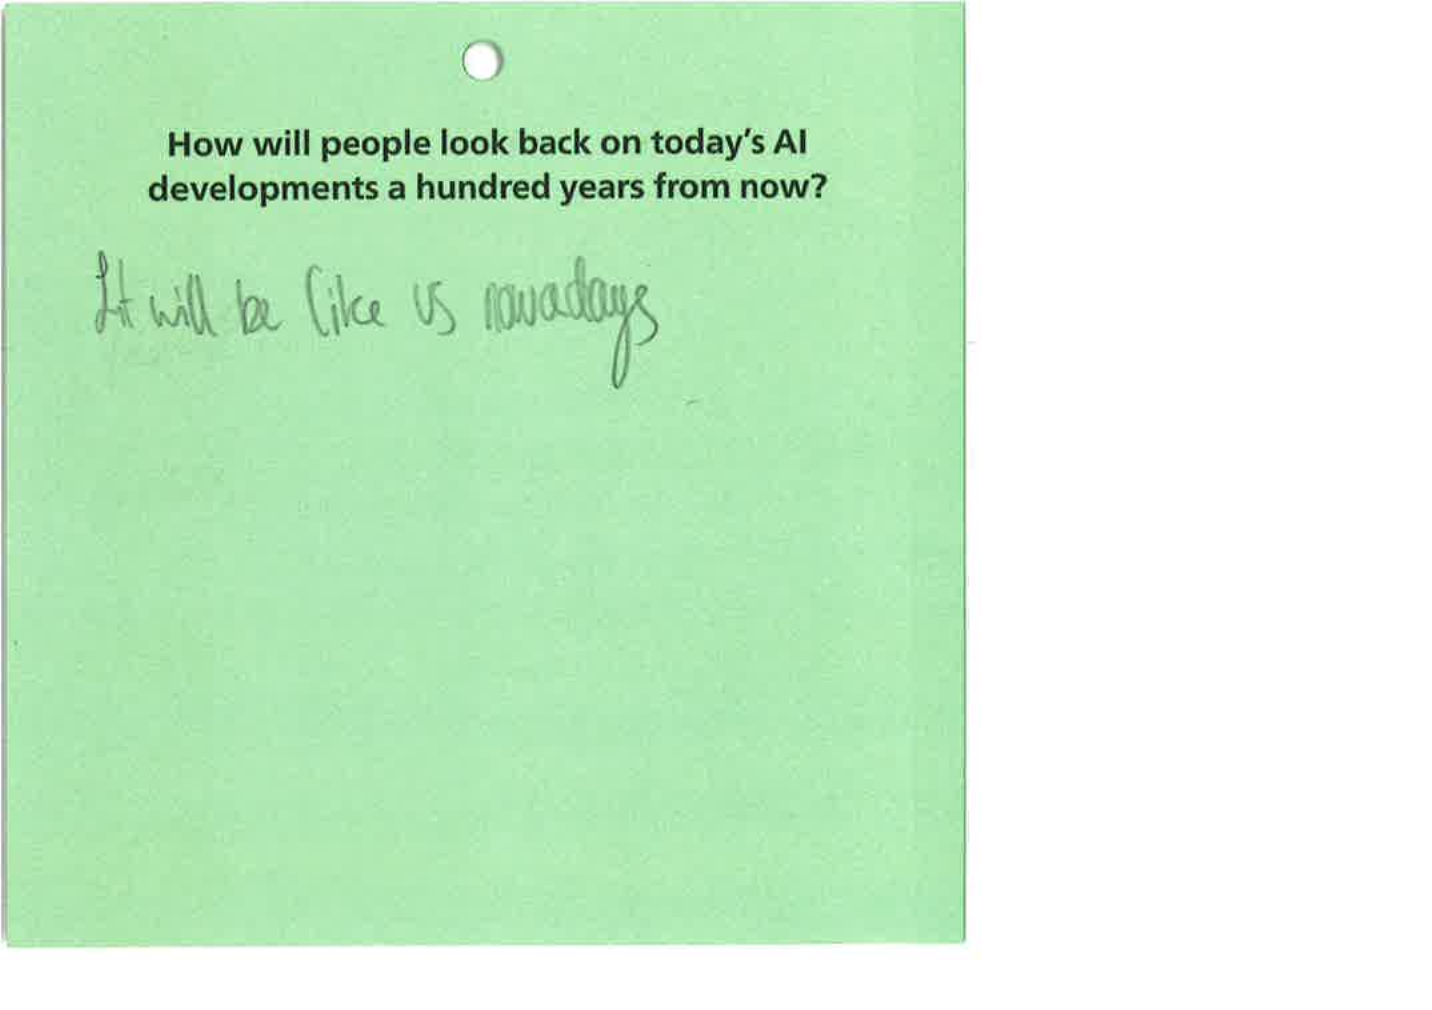 How will people look back on today's AI
developments a hundred years from now?
It will be like us nowadays